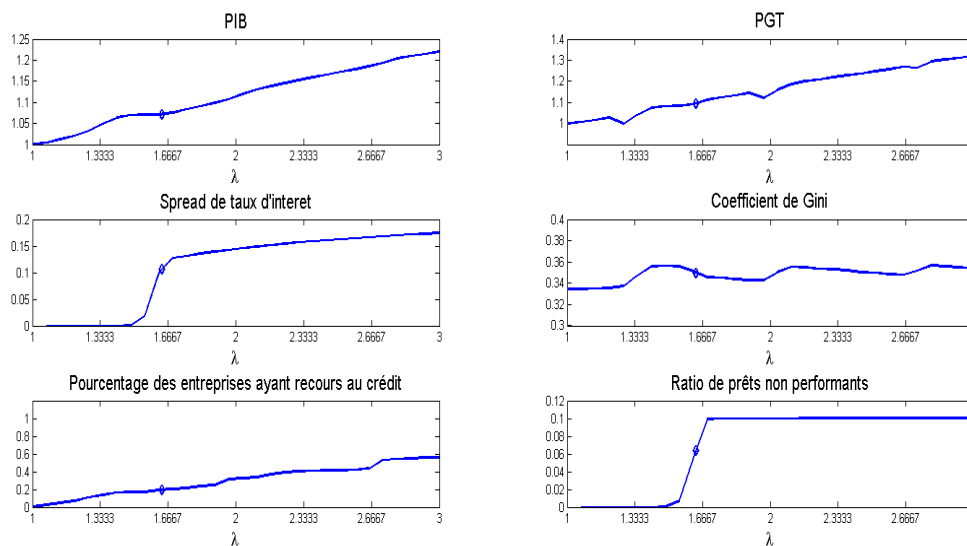 PIB
1.25
1.2
1.15
1.1
1.05
1
1 1.3333 1.6667 2 2.3333 2.6667 3
λ
PGT
1.4
1.3
1.2
1.1
1
1 1.3333 1.6667 2 2.3333 2.6667
λ
Spread de taux d'interet
0.2
0.15
0.1
0.05
0
1 1.3333 1.6667 2 2.3333 2.6667 3
λ
Coefficient de Gini
0.4
0.38
0.36
0.34
0.32
0.3
1 1.3333 1.6667 2 2.3333 2.6667
λ
Pourcentage des entreprises ayant recours au crédit
1
0.8
0.6
0.4
0.2
0
1 1.3333 1.6667 2 2.3333 2.6667 3
λ
Ratio de prêts non performants
0.12
0.1
0.08
0.06
0.04
0.02
0
1 1.3333 1.6667 2 2.3333 2.6667
λ